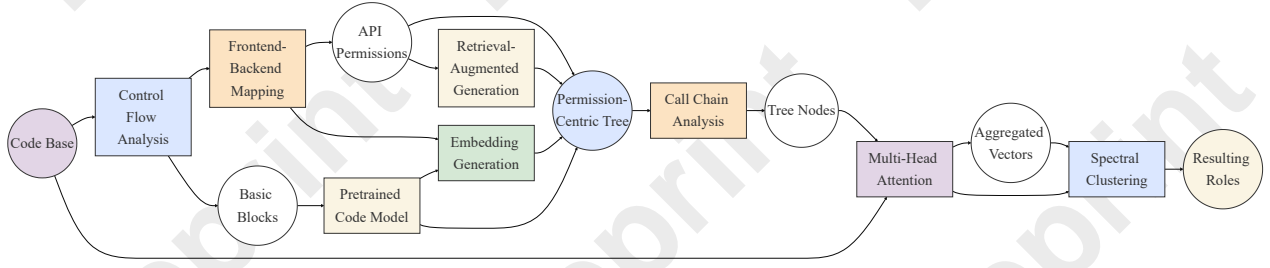 Code Base
Control
Flow
Analysis
Frontend-
Backend
Mapping
Basic
Blocks
API
Permissions
Pretrained
Code Model
Retrieval-
Augmented
Generation
Embedding
Generation
Permission-
Centric Tree
Call Chain
Analysis
Tree Nodes
Multi-Head
Attention
Aggregated
Vectors
Spectral
Clustering
Resulting
Roles